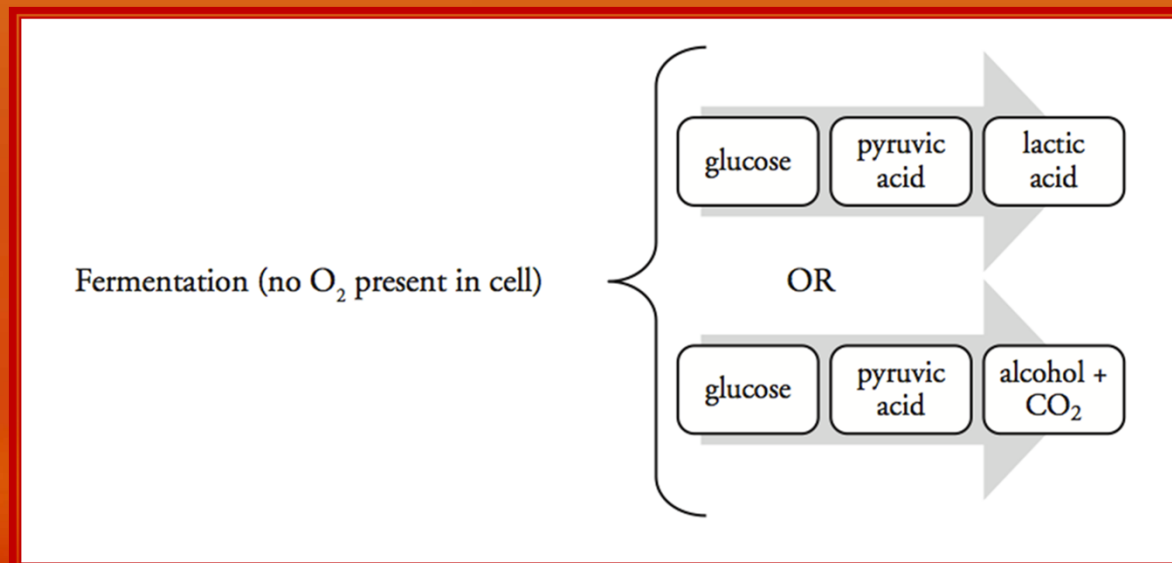 glucose
pyruvic
acid
lactic
acid
Fermentation (no O₂ present in cell)
OR
glucose
pyruvic
acid
alcohol +
CO₂